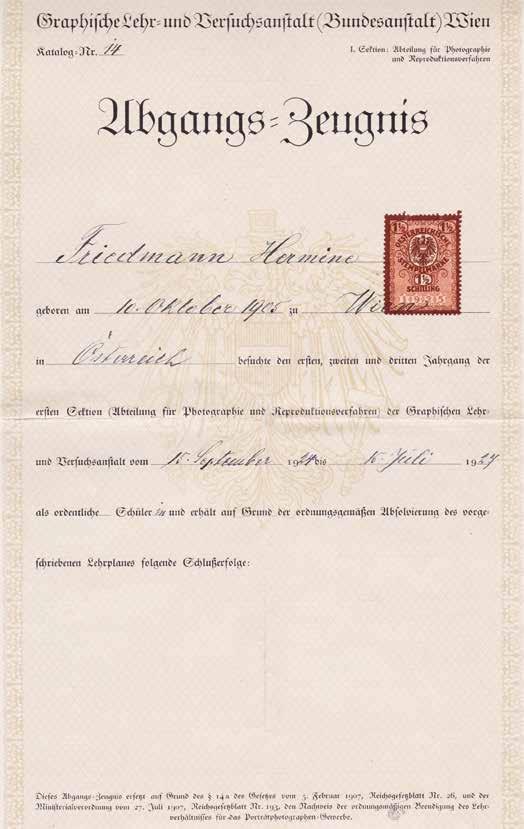 Graphische Lehr- und Versuchsanstalt (Bundesanstalt) Wien
Katalog-Nr. 14
I. Sektion: Abteilung für Photographie
und Reproduktionsverfahren
Abgangs-Zeugnis
Friedmann Hermine
1½ 1½
OESTERREICHISCHE
STEMPELMARKE
1½
SCHILLING
geboren am 10. Oktober 1905 zu Wien
in Österreich besuchte den ersten, zweiten und dritten Jahrgang der
ersten Sektion (Abteilung für Photographie und Reproduktionsverfahren) der Graphischen Lehr-
und Versuchsanstalt vom 15. September 1924 bis 15. Juli 1927
als ordentliche Schülerin und erhält auf Grund der ordnungsgemäßen Absolvierung des vorge-
schriebenen Lehrplanes folgende Schlußerfolge:
Dieses Abgangs-Zeugnis ersetzt auf Grund des § 14a des Gesetzes vom 5. Februar 1907, Reichsgesetzblatt Nr. 26, und der
Ministerialverordnung vom 27. Juli 1907, Reichsgesetzblatt Nr. 193, den Nachweis der ordnungsmäßigen Beendigung des Lehr-
verhältnisses für das Porträtphotographen-Gewerbe.